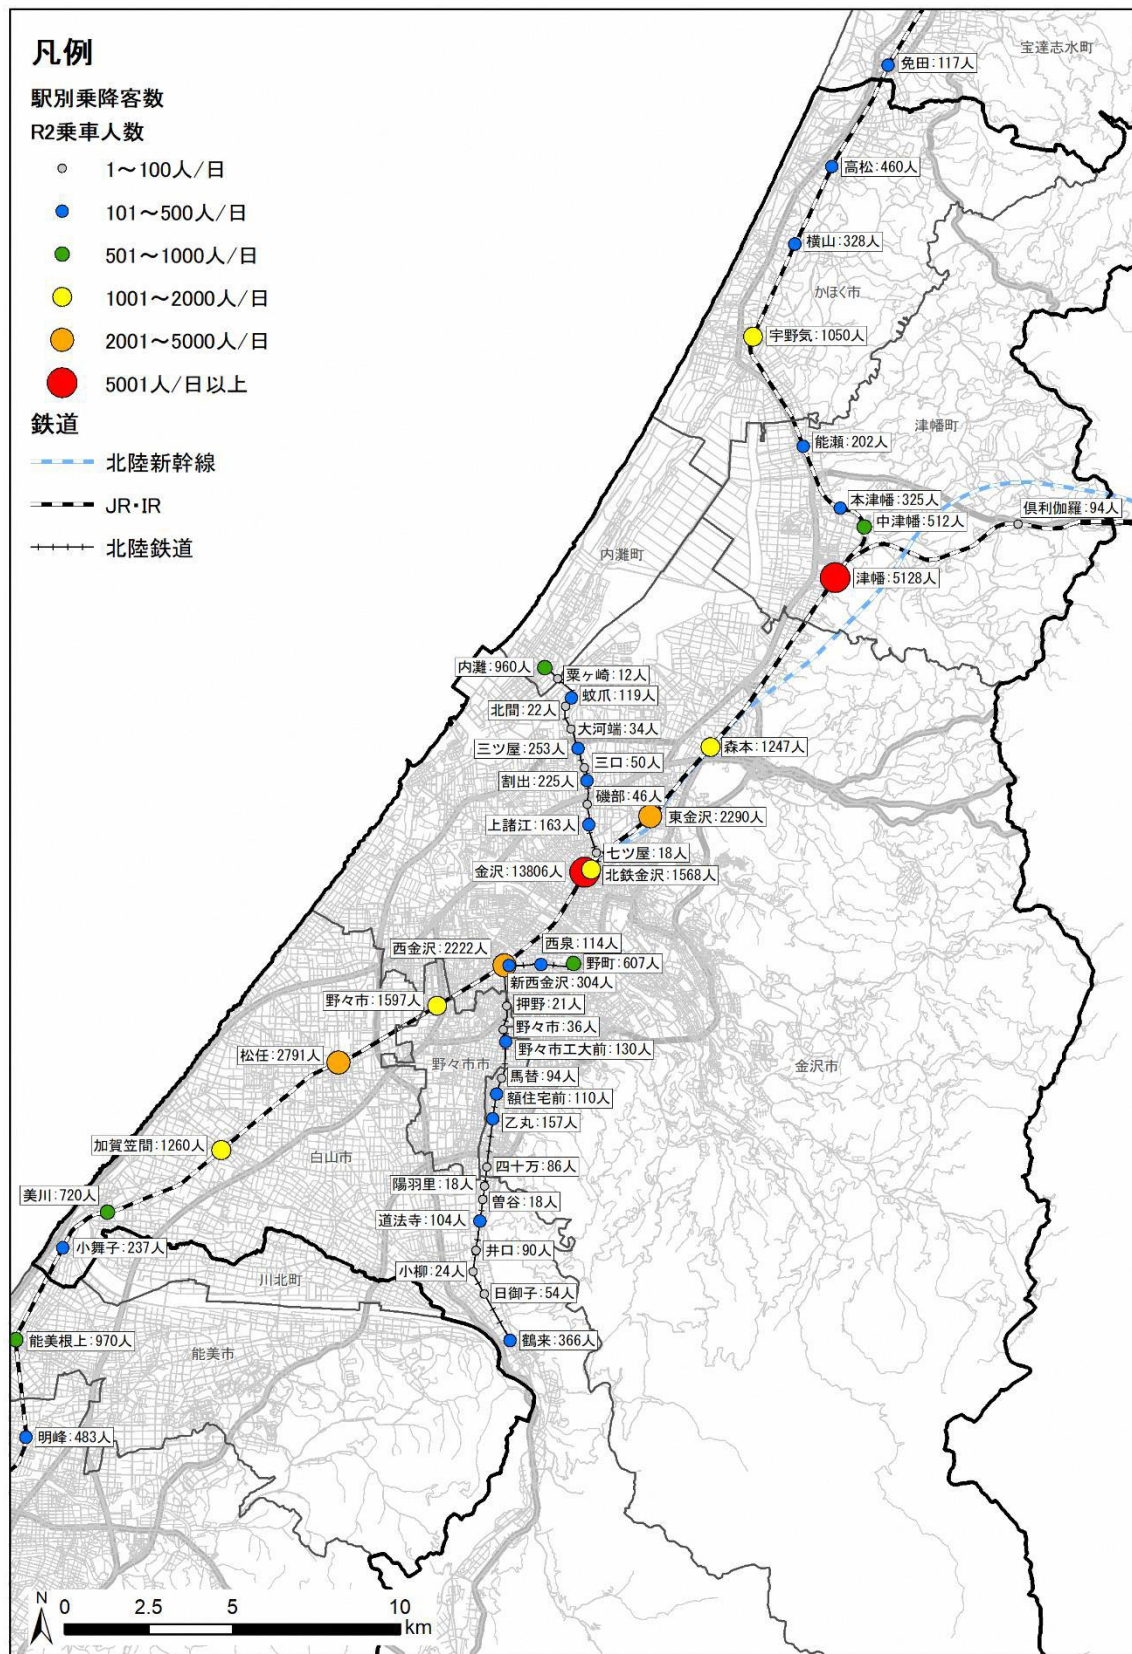 凡例
駅別乗降客数
R2乗車人数
1～100人/日
101～500人/日
501～1000人/日
1001～2000人/日
2001～5000人/日
5001人/日以上
鉄道
北陸新幹線
JR・IR
北陸鉄道
宝達志水町
免田:117人
高松:460人
横山:328人
かほく市
宇野気:1050人
津幡町
能瀬:202人
本津幡:325人
倶利伽羅:94人
中津幡:512人
内灘町
津幡:5128人
内灘:960人
粟ヶ崎:12人
蚊爪:119人
北間:22人
大河端:34人
三ツ屋:253人
森本:1247人
三口:50人
割出:225人
磯部:46人
東金沢:2290人
上諸江:163人
七ツ屋:18人
金沢:13806人
北鉄金沢:1568人
西金沢:2222人
西泉:114人
野町:607人
新西金沢:304人
野々市:1597人
押野:21人
野々市:36人
野々市工大前:130人
松任:2791人
野々市市
金沢市
馬替:94人
額住宅前:110人
乙丸:157人
加賀笠間:1260人
白山市
四十万:86人
陽羽里:18人
曽谷:18人
美川:720人
道法寺:104人
小舞子:237人
井口:90人
小柳:24人
川北町
日御子:54人
能美根上:970人
鶴来:366人
能美市
明峰:483人
N
0 2.5 5 10
km